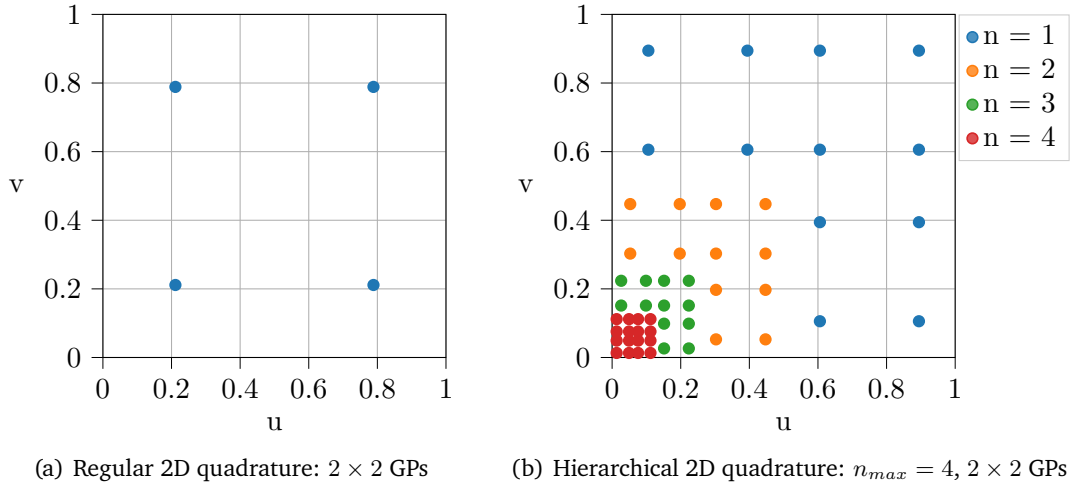 1
0.8
0.6
0.4
0.2
0
v
0
0.2
0.4
0.6
0.8
1
u
(a) Regular 2D quadrature: 2 × 2 GPs
1
0.8
0.6
0.4
0.2
0
v
0
0.2
0.4
0.6
0.8
1
u
n = 1
n = 2
n = 3
n = 4
(b) Hierarchical 2D quadrature: n_{max} = 4, 2 × 2 GPs